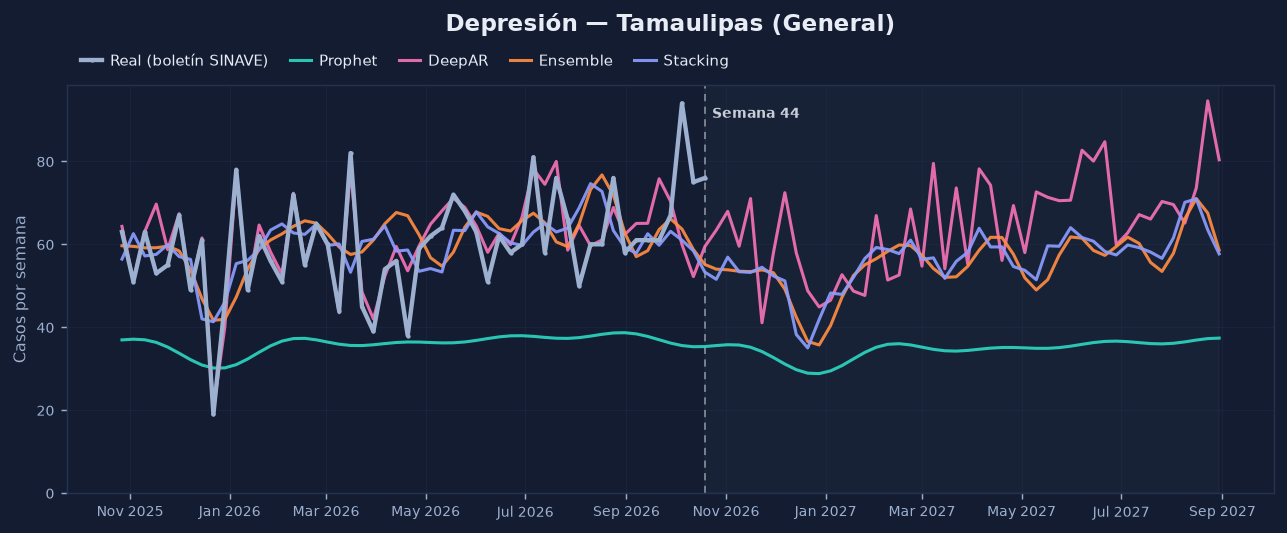 Depresión — Tamaulipas (General)
Real (boletín SINAVE) Prophet DeepAR Ensemble Stacking
Semana 44
Casos por semana
80
60
40
20
0
Nov 2025 Jan 2026 Mar 2026 May 2026 Jul 2026 Sep 2026 Nov 2026 Jan 2027 Mar 2027 May 2027 Jul 2027 Sep 2027